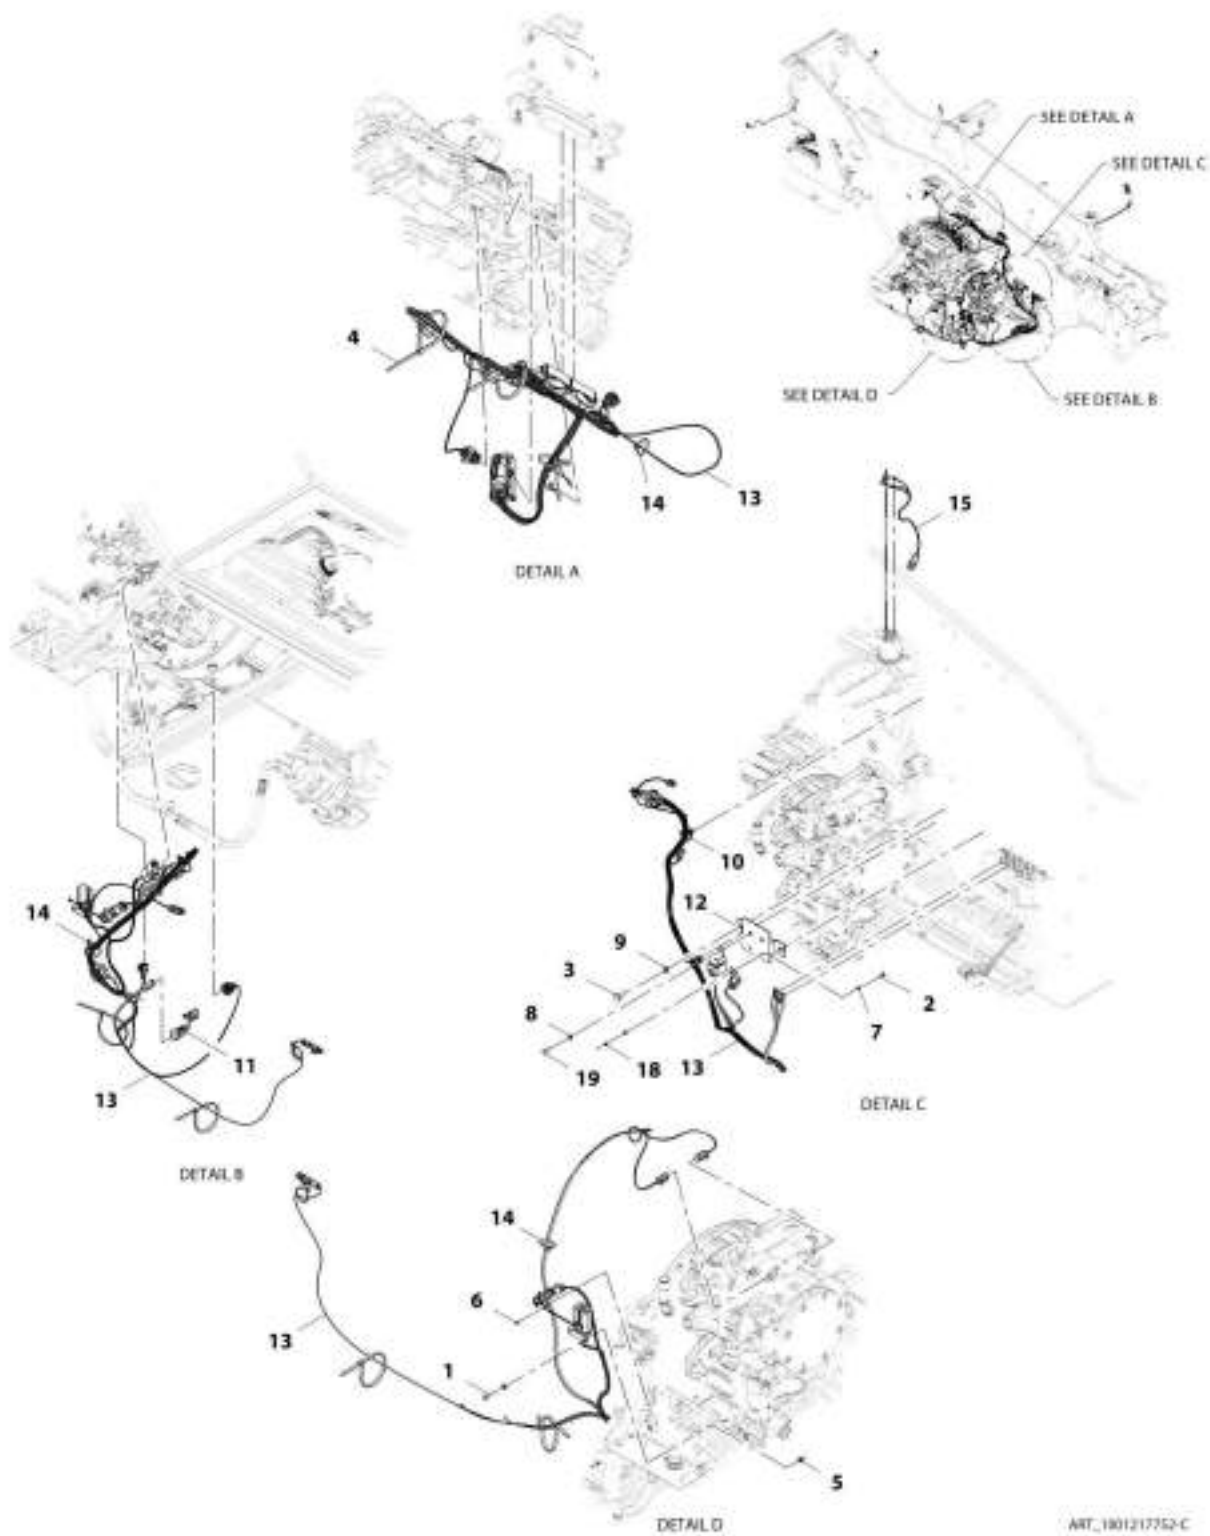 SEE DETAIL A
SEE DETAIL C
4
SEE DETAIL D
SEE DETAIL B
14
13
15
DETAIL A
10
14
12
9
3
2
8
7
11
19
18
13
13
DETAIL C
DETAIL B
14
6
13
1
5
DETAIL D
ART_1001217752-C